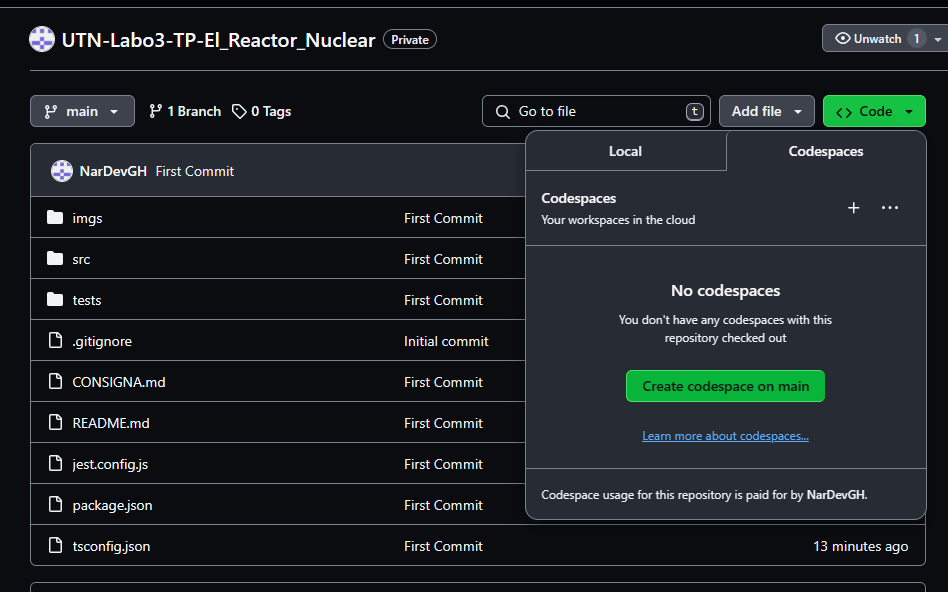 UTN-Labo3-TP-El_Reactor_Nuclear Private
Unwatch 1
main 1 Branch 0 Tags Go to file t Add file Code
Local Codespaces
NarDevGH First Commit
Codespaces
Your workspaces in the cloud
imgs First Commit
src First Commit
tests First Commit
.gitignore Initial commit
CONSIGNA.md First Commit
README.md First Commit
jest.config.js First Commit
package.json First Commit
tsconfig.json First Commit 13 minutes ago
No codespaces
You don't have any codespaces with this
repository checked out
Create codespace on main
Learn more about codespaces...
Codespace usage for this repository is paid for by NarDevGH.